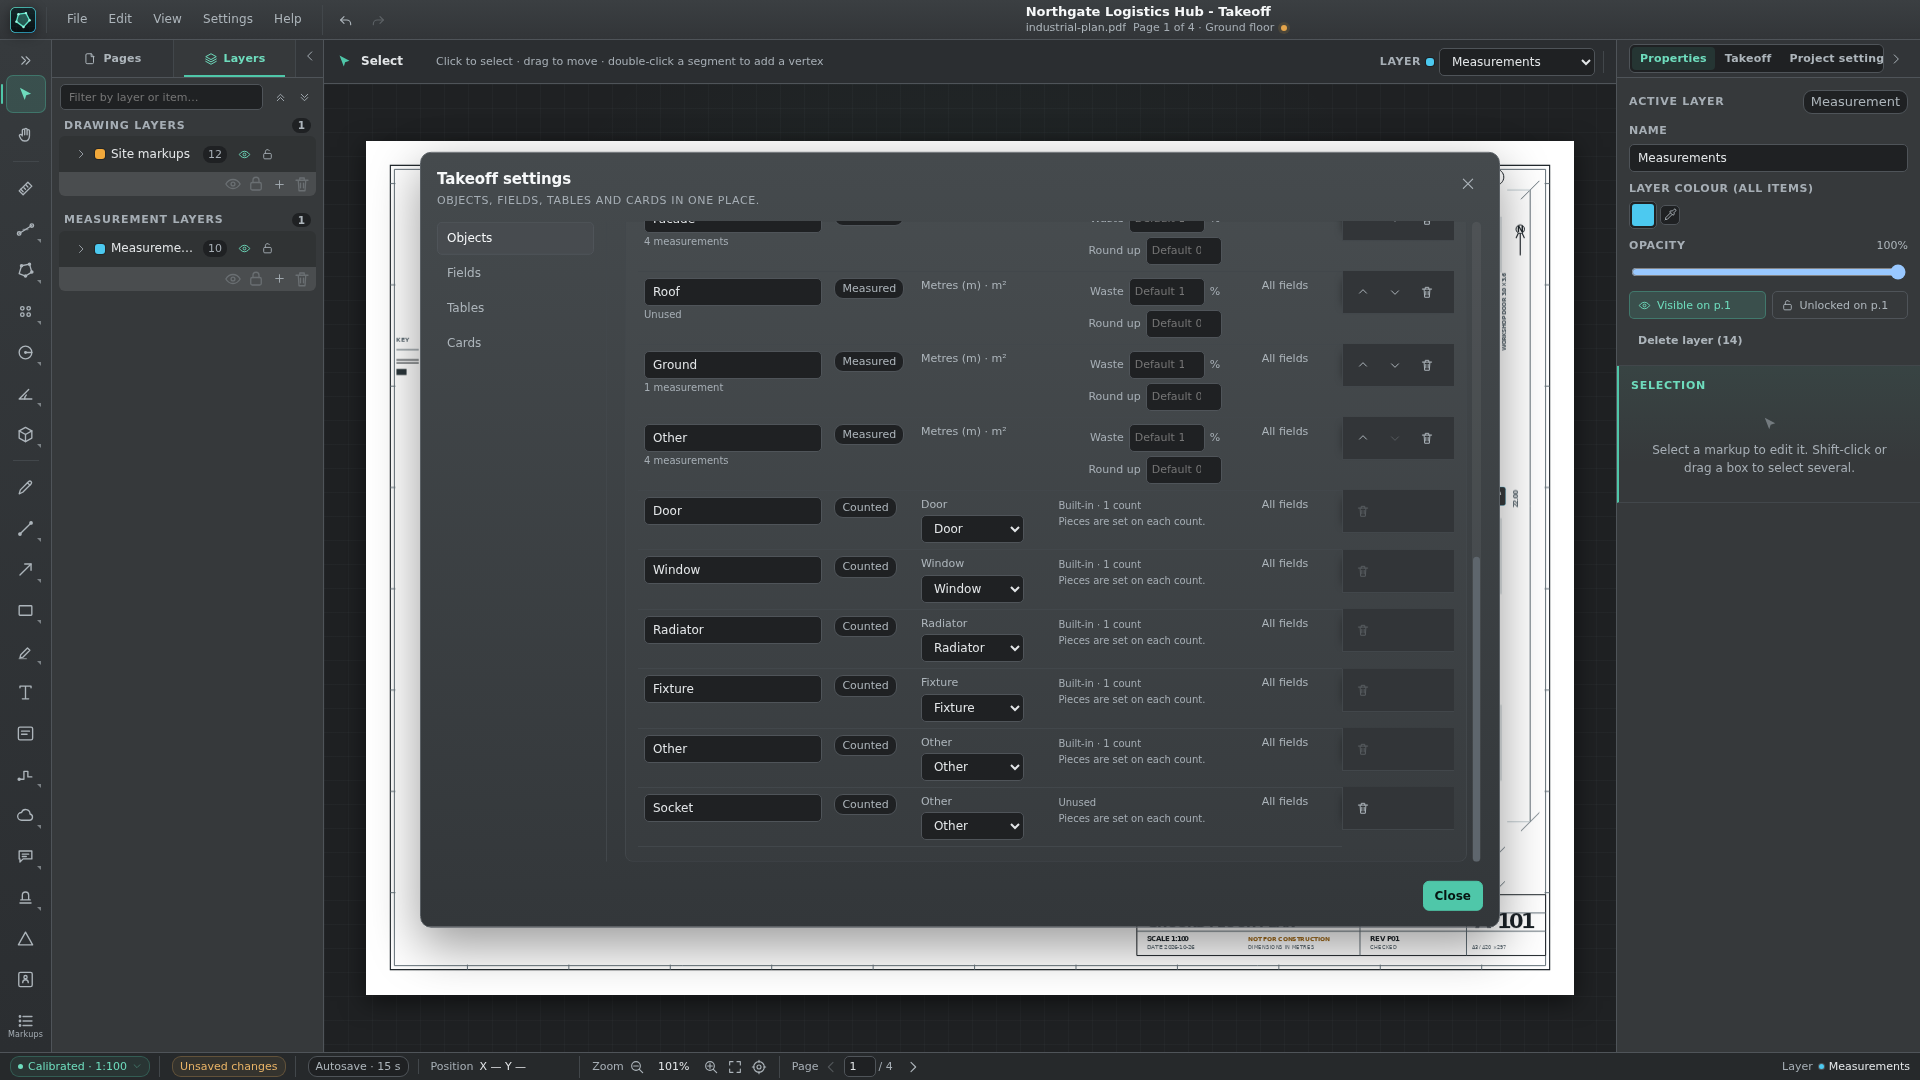 File Edit View Settings Help
Northgate Logistics Hub - Takeoff
industrial-plan.pdf Page 1 of 4 · Ground floor
Pages
Layers
Filter by layer or item...
DRAWING LAYERS 1
Site markups 12
MEASUREMENT LAYERS 1
Measureme... 10
Select
Click to select · drag to move · double-click a segment to add a vertex
LAYER Measurements
Properties Takeoff Project setting
ACTIVE LAYER Measurement
NAME
Measurements
LAYER COLOUR (ALL ITEMS)
OPACITY 100%
Visible on p.1
Unlocked on p.1
Delete layer (14)
SELECTION
Select a markup to edit it. Shift-click or
drag a box to select several.
Takeoff settings
OBJECTS, FIELDS, TABLES AND CARDS IN ONE PLACE.
Objects
Fields
Tables
Cards
4 measurements
Round up Default 0
Roof Measured Metres (m) · m² Waste Default 1 % All fields
Unused
Round up Default 0
Ground Measured Metres (m) · m² Waste Default 1 % All fields
1 measurement
Round up Default 0
Other Measured Metres (m) · m² Waste Default 1 % All fields
4 measurements
Round up Default 0
Door Counted Door Built-in · 1 count All fields
Door Pieces are set on each count.
Window Counted Window Built-in · 1 count All fields
Window Pieces are set on each count.
Radiator Counted Radiator Built-in · 1 count All fields
Radiator Pieces are set on each count.
Fixture Counted Fixture Built-in · 1 count All fields
Fixture Pieces are set on each count.
Other Counted Other Built-in · 1 count All fields
Other Pieces are set on each count.
Socket Counted Other Unused All fields
Other Pieces are set on each count.
Close
KEY
N
22.00
101
SCALE 1:100
NOT FOR CONSTRUCTION
DIMENSIONS IN METRES
REV P01
CHECKED
Markups
Calibrated · 1:100
Unsaved changes
Autosave · 15 s
Position X — Y —
Zoom 101%
Page 1 / 4
Layer Measurements